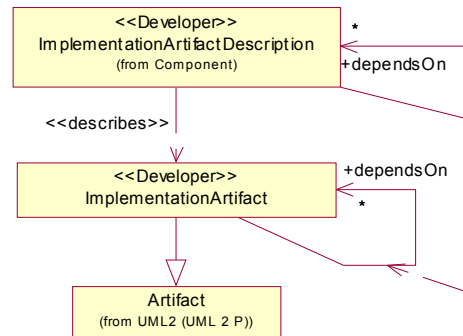 <<Developer>>
ImplementationArtifactDescription
(from Component)
*
+dependsOn
<<describes>>
<<Developer>>
ImplementationArtifact
+dependsOn
*
Artifact
(from UML2 (UML 2 P))